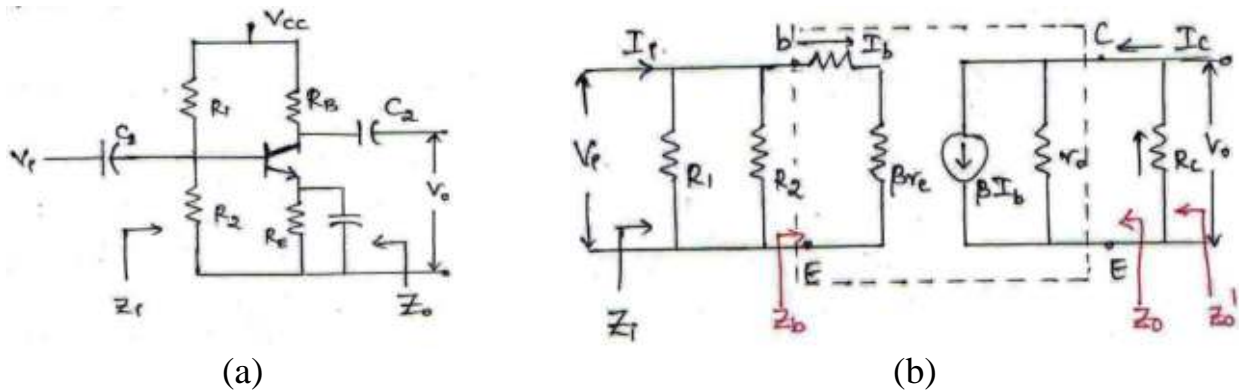 Vcc
R1
RB
C2
C1
Vi
Vo
R2
RE
Zi
Zo
(a)
Ii
b
Ib
C
Ic
Vi
R1
R2
βre
βIb
rd
Rc
Vo
E
E
Zi
Zb
Zo
Zo'
(b)